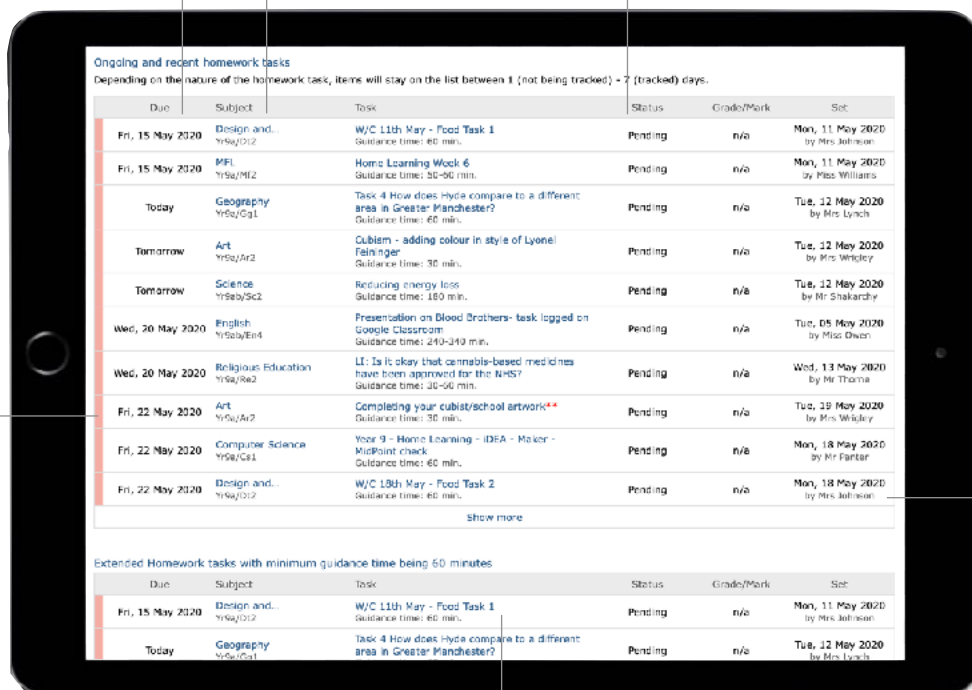 Ongoing and recent homework tasks
Depending on the nature of the homework task, items will stay on the list between 1 (not being tracked) - 7 (tracked) days.
Due Subject Task Status Grade/Mark Set
Fri, 15 May 2020 Design and... W/C 11th May - Food Task 1 Pending n/a Mon, 11 May 2020
Yr9a/Dt2 Guidance time: 60 min. by Mrs Johnson
Fri, 15 May 2020 MFL Home Learning Week 6 Pending n/a Mon, 11 May 2020
Yr9a/Mf2 Guidance time: 50-60 min. by Miss Williams
Today Geography Task 4 How does Hyde compare to a different Pending n/a Tue, 12 May 2020
Yr9a/Gg1 area in Greater Manchester? by Mrs Lynch
Guidance time: 60 min.
Tomorrow Art Cubism - adding colour in style of Lyonel Pending n/a Tue, 12 May 2020
Yr9a/Ar2 Feininger by Mrs Wrigley
Guidance time: 30 min.
Tomorrow Science Reducing energy loss Pending n/a Tue, 12 May 2020
Yr9ab/Sc2 Guidance time: 180 min. by Mr Shakarchy
Wed, 20 May 2020 English Presentation on Blood Brothers- task logged on Pending n/a Tue, 05 May 2020
Yr9ab/En4 Google Classroom by Miss Owen
Guidance time: 240-340 min.
Wed, 20 May 2020 Religious Education LI: Is it okay that cannabis-based medicines Pending n/a Wed, 13 May 2020
Yr9a/Re2 have been approved for the NHS? by Mr Thorne
Guidance time: 30-60 min.
Fri, 22 May 2020 Art Completing your cubist/school artwork** Pending n/a Tue, 19 May 2020
Yr9a/Ar2 Guidance time: 30 min. by Mrs Wrigley
Fri, 22 May 2020 Computer Science Year 9 - Home Learning - iDEA - Maker - Pending n/a Mon, 18 May 2020
Yr9a/Cs1 MidPoint check by Mr Panter
Guidance time: 60 min.
Fri, 22 May 2020 Design and... W/C 18th May - Food Task 2 Pending n/a Mon, 18 May 2020
Yr9a/Dt2 Guidance time: 60 min. by Mrs Johnson
Show more
Extended Homework tasks with minimum guidance time being 60 minutes
Due Subject Task Status Grade/Mark Set
Fri, 15 May 2020 Design and... W/C 11th May - Food Task 1 Pending n/a Mon, 11 May 2020
Yr9a/Dt2 Guidance time: 60 min. by Mrs Johnson
Today Geography Task 4 How does Hyde compare to a different Pending n/a Tue, 12 May 2020
Yr9a/Gg1 area in Greater Manchester? by Mrs Lynch